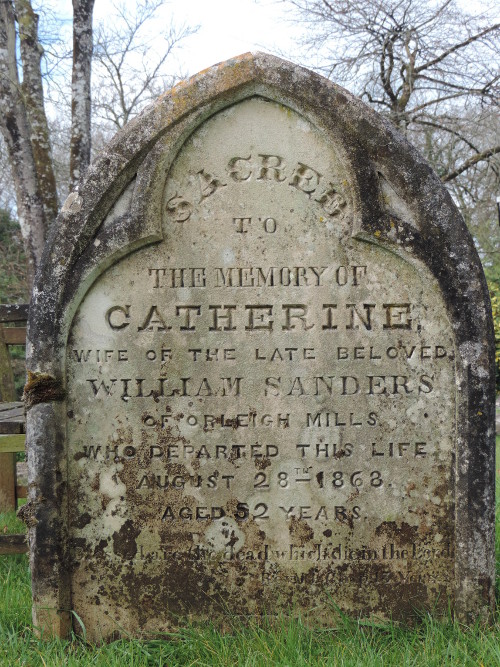 SACRED
TO
THE MEMORY OF
CATHERINE
WIFE OF THE LATE BELOVED
WILLIAM SANDERS
OF ORLEIGH MILLS
WHO DEPARTED THIS LIFE
AUGUST 28TH 1868.
AGED 52 YEARS.
are the dead which die in the Lord